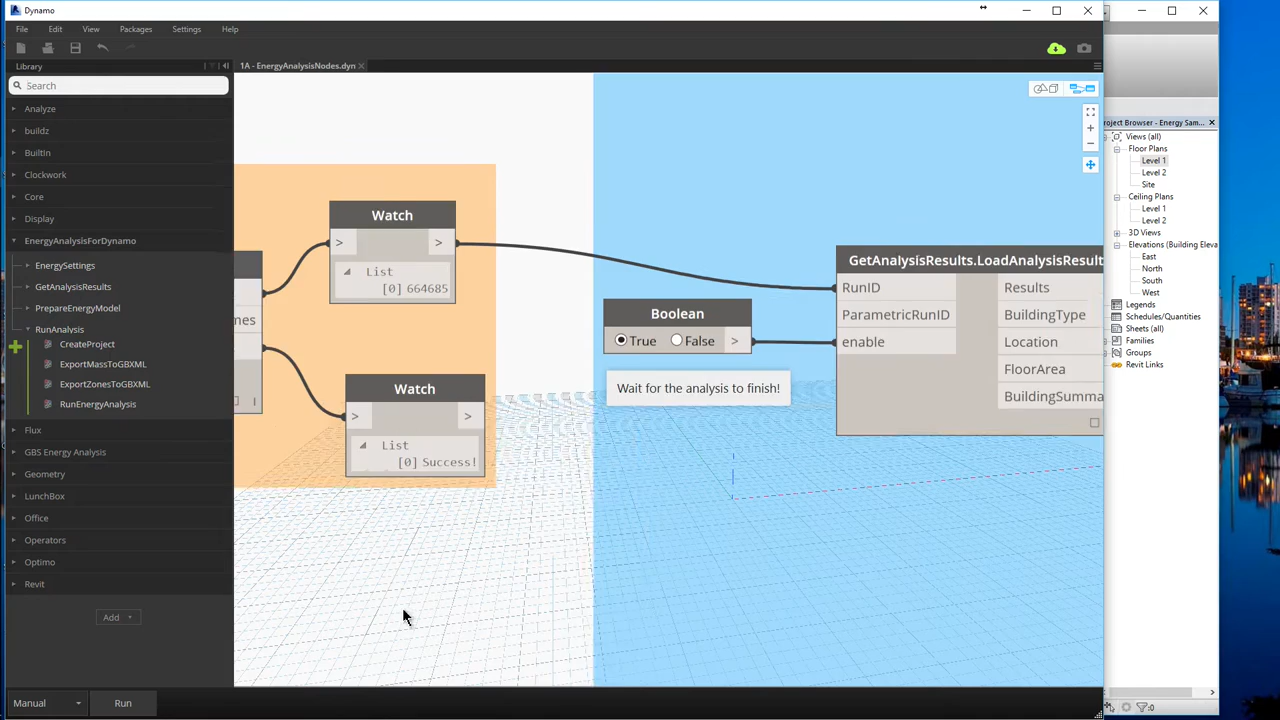 Dynamo
File Edit View Packages Settings Help
Library
1A - EnergyAnalysisNodes.dyn
Search
Analyze
buildz
BuiltIn
Clockwork
Core
Display
EnergyAnalysisForDynamo
EnergySettings
GetAnalysisResults
PrepareEnergyModel
RunAnalysis
CreateProject
ExportMassToGBXML
ExportZonesToGBXML
RunEnergyAnalysis
Flux
GBS Energy Analysis
Geometry
LunchBox
Office
Operators
Optimo
Revit
Add
Manual
Run
Watch
> >
List
[0] 664685
mes
Watch
> >
List
[0] Success!
Boolean
True False >
Wait for the analysis to finish!
GetAnalysisResults.LoadAnalysisResult
RunID
ParametricRunID
enable
Results
BuildingType
Location
FloorArea
BuildingSumma
roject Browser - Energy Sam...
Views (all)
Floor Plans
Level 1
Level 2
Site
Ceiling Plans
Level 1
Level 2
3D Views
Elevations (Building Eleva
East
North
South
West
Legends
Schedules/Quantities
Sheets (all)
Families
Groups
Revit Links
:0